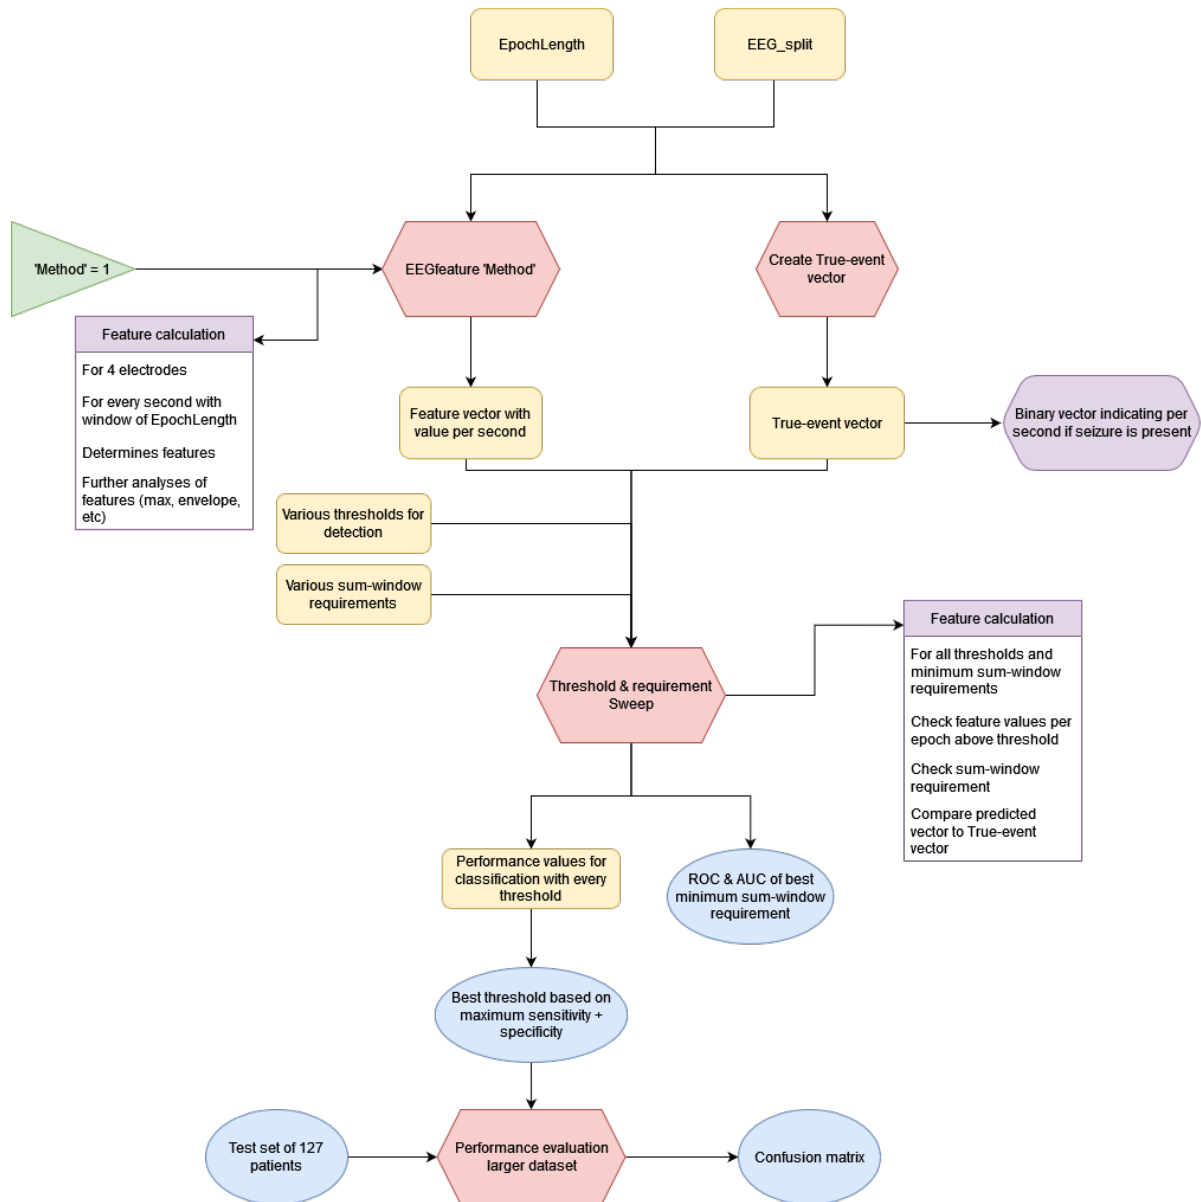 EpochLength
EEG_split
'Method' = 1
EEGfeature 'Method'
Create True-event
vector
Feature calculation
For 4 electrodes
For every second with
window of EpochLength
Determines features
Further analyses of
features (max, envelope,
etc)
Feature vector with
value per second
True-event vector
Binary vector indicating per
second if seizure is present
Various thresholds for
detection
Various sum-window
requirements
Threshold & requirement
Sweep
Feature calculation
For all thresholds and
minimum sum-window
requirements
Check feature values per
epoch above threshold
Check sum-window
requirement
Compare predicted
vector to True-event
vector
Performance values for
classification with every
threshold
ROC & AUC of best
minimum sum-window
requirement
Best threshold based on
maximum sensitivity +
specificity
Test set of 127
patients
Performance evaluation
larger dataset
Confusion matrix